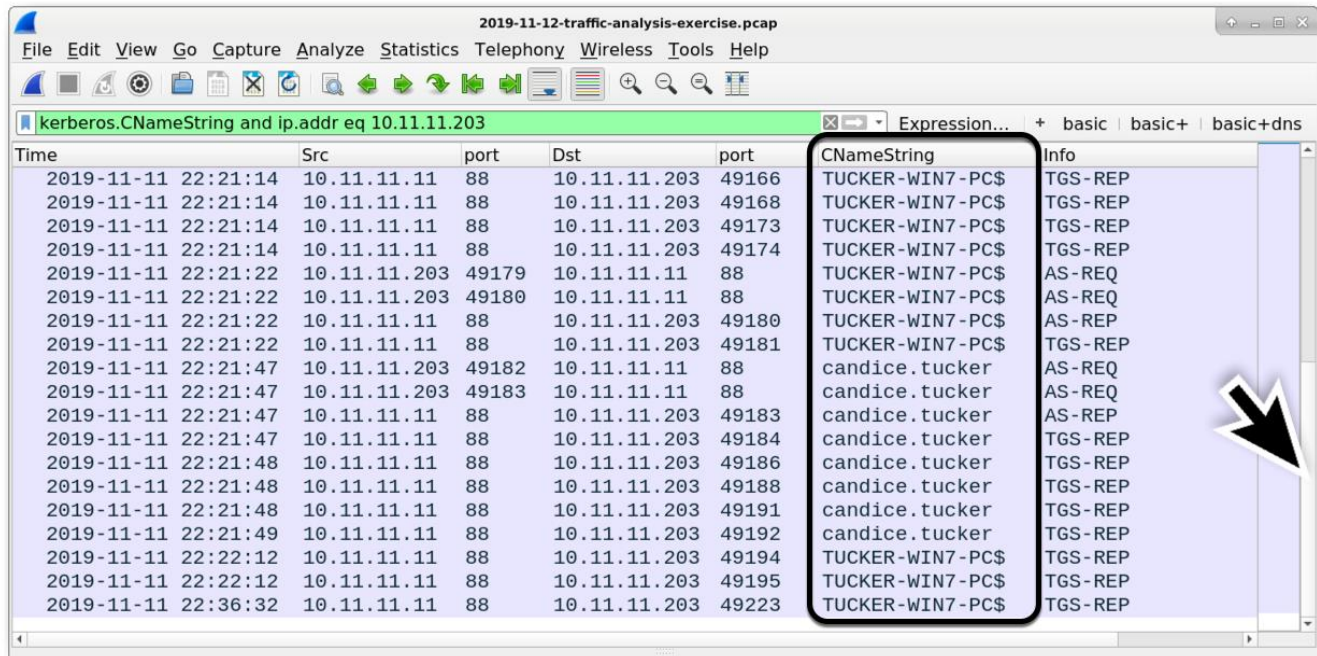 2019-11-12-traffic-analysis-exercise.pcap
File Edit View Go Capture Analyze Statistics Telephony Wireless Tools Help
kerberos.CNameString and ip.addr eq 10.11.11.203 Expression... + basic basic+ basic+dns
Time Src port Dst port CNameString Info
2019-11-11 22:21:14 10.11.11.11 88 10.11.11.203 49166 TUCKER-WIN7-PC$ TGS-REP
2019-11-11 22:21:14 10.11.11.11 88 10.11.11.203 49168 TUCKER-WIN7-PC$ TGS-REP
2019-11-11 22:21:14 10.11.11.11 88 10.11.11.203 49173 TUCKER-WIN7-PC$ TGS-REP
2019-11-11 22:21:14 10.11.11.11 88 10.11.11.203 49174 TUCKER-WIN7-PC$ TGS-REP
2019-11-11 22:21:22 10.11.11.203 49179 10.11.11.11 88 TUCKER-WIN7-PC$ AS-REQ
2019-11-11 22:21:22 10.11.11.203 49180 10.11.11.11 88 TUCKER-WIN7-PC$ AS-REQ
2019-11-11 22:21:22 10.11.11.11 88 10.11.11.203 49180 TUCKER-WIN7-PC$ AS-REP
2019-11-11 22:21:22 10.11.11.11 88 10.11.11.203 49181 TUCKER-WIN7-PC$ TGS-REP
2019-11-11 22:21:47 10.11.11.203 49182 10.11.11.11 88 candice.tucker AS-REQ
2019-11-11 22:21:47 10.11.11.203 49183 10.11.11.11 88 candice.tucker AS-REQ
2019-11-11 22:21:47 10.11.11.11 88 10.11.11.203 49183 candice.tucker AS-REP
2019-11-11 22:21:47 10.11.11.11 88 10.11.11.203 49184 candice.tucker TGS-REP
2019-11-11 22:21:48 10.11.11.11 88 10.11.11.203 49186 candice.tucker TGS-REP
2019-11-11 22:21:48 10.11.11.11 88 10.11.11.203 49188 candice.tucker TGS-REP
2019-11-11 22:21:48 10.11.11.11 88 10.11.11.203 49191 candice.tucker TGS-REP
2019-11-11 22:21:49 10.11.11.11 88 10.11.11.203 49192 candice.tucker TGS-REP
2019-11-11 22:22:12 10.11.11.11 88 10.11.11.203 49194 TUCKER-WIN7-PC$ TGS-REP
2019-11-11 22:22:12 10.11.11.11 88 10.11.11.203 49195 TUCKER-WIN7-PC$ TGS-REP
2019-11-11 22:36:32 10.11.11.11 88 10.11.11.203 49223 TUCKER-WIN7-PC$ TGS-REP